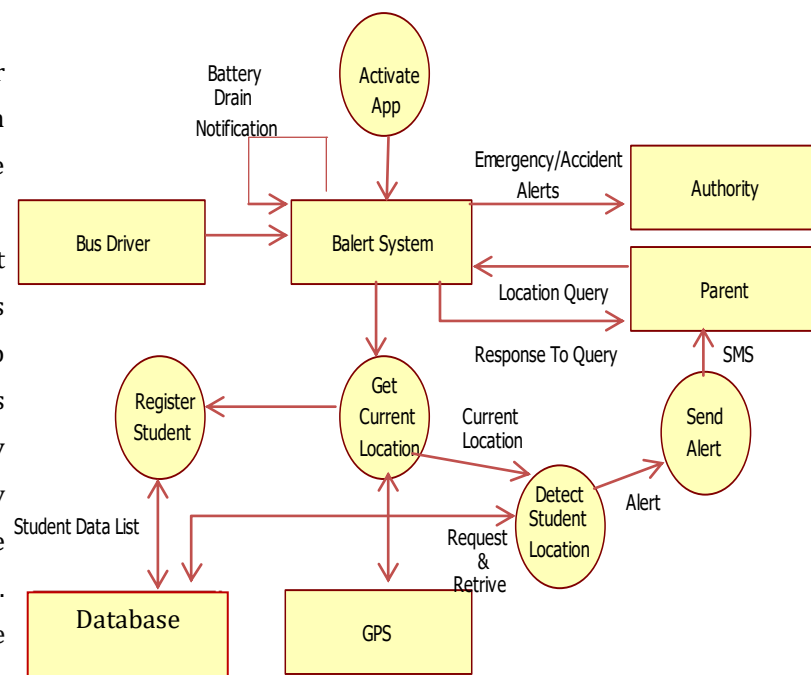 Activate
App
Battery
Drain
Notification
Emergency/Accident
Alerts
Authority
Bus Driver
Balert System
Location Query
Parent
Response To Query
SMS
Register
Student
Get
Current
Location
Current
Location
Send
Alert
Detect
Student
Location
Alert
Student Data List
Request
&
Retrive
Database
GPS